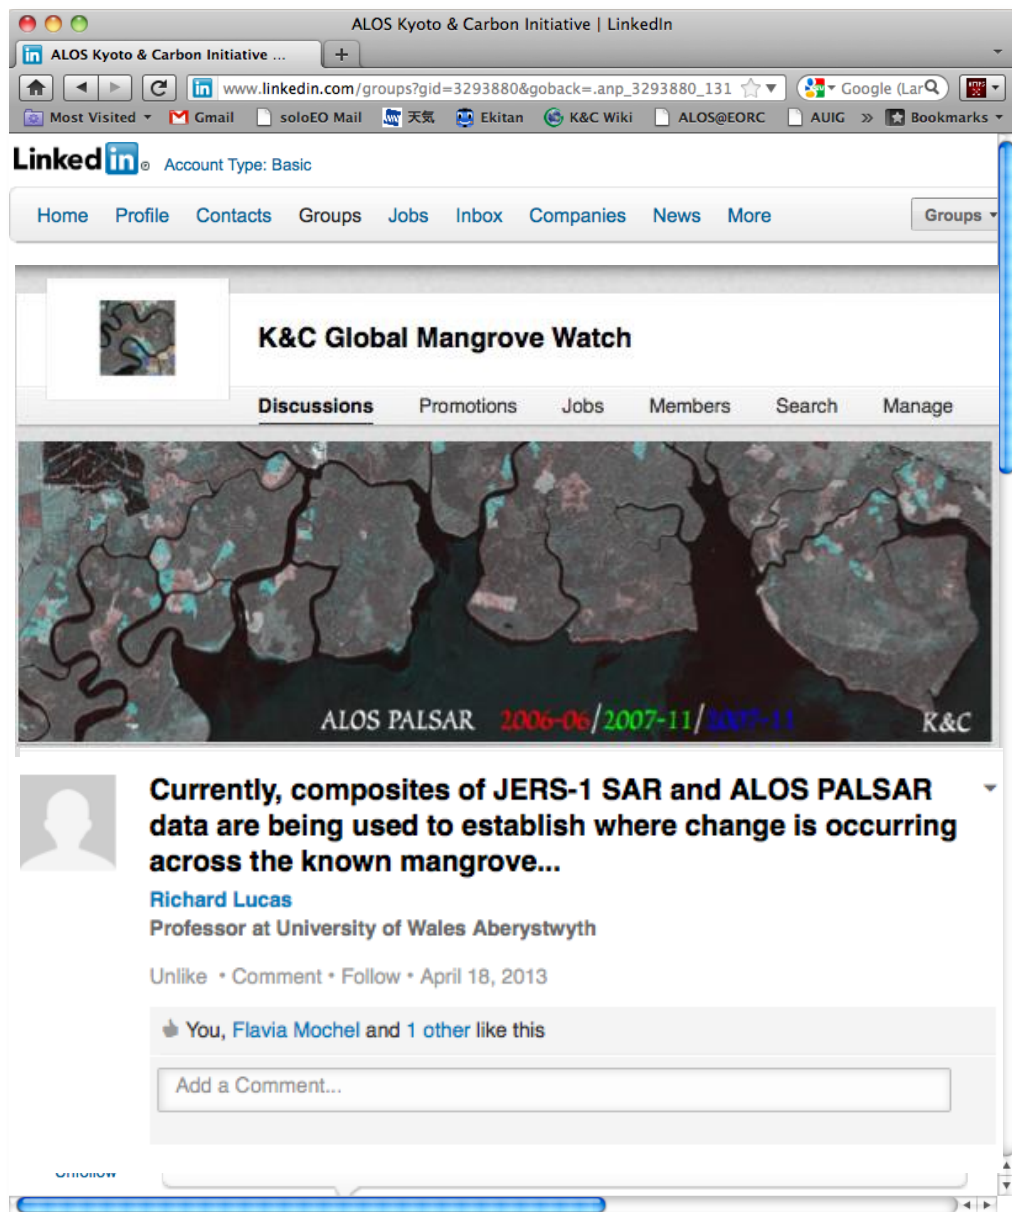 ALOS Kyoto & Carbon Initiative | LinkedIn
ALOS Kyoto & Carbon Initiative ...
www.linkedin.com/groups?gid=3293880&goback=.anp_3293880_131
Google (Lar
Most Visited Gmail soloEO Mail 天気 Ekitan K&C Wiki ALOS@EORC AUIG » Bookmarks
Linked in Account Type: Basic
Home Profile Contacts Groups Jobs Inbox Companies News More Groups
K&C Global Mangrove Watch
Discussions Promotions Jobs Members Search Manage
ALOS PALSAR 2006-06/2007-11/2007-11 K&C
Currently, composites of JERS-1 SAR and ALOS PALSAR
data are being used to establish where change is occurring
across the known mangrove...
Richard Lucas
Professor at University of Wales Aberystwyth
Unlike • Comment • Follow • April 18, 2013
You, Flavia Mochel and 1 other like this
Add a Comment...
Unfollow